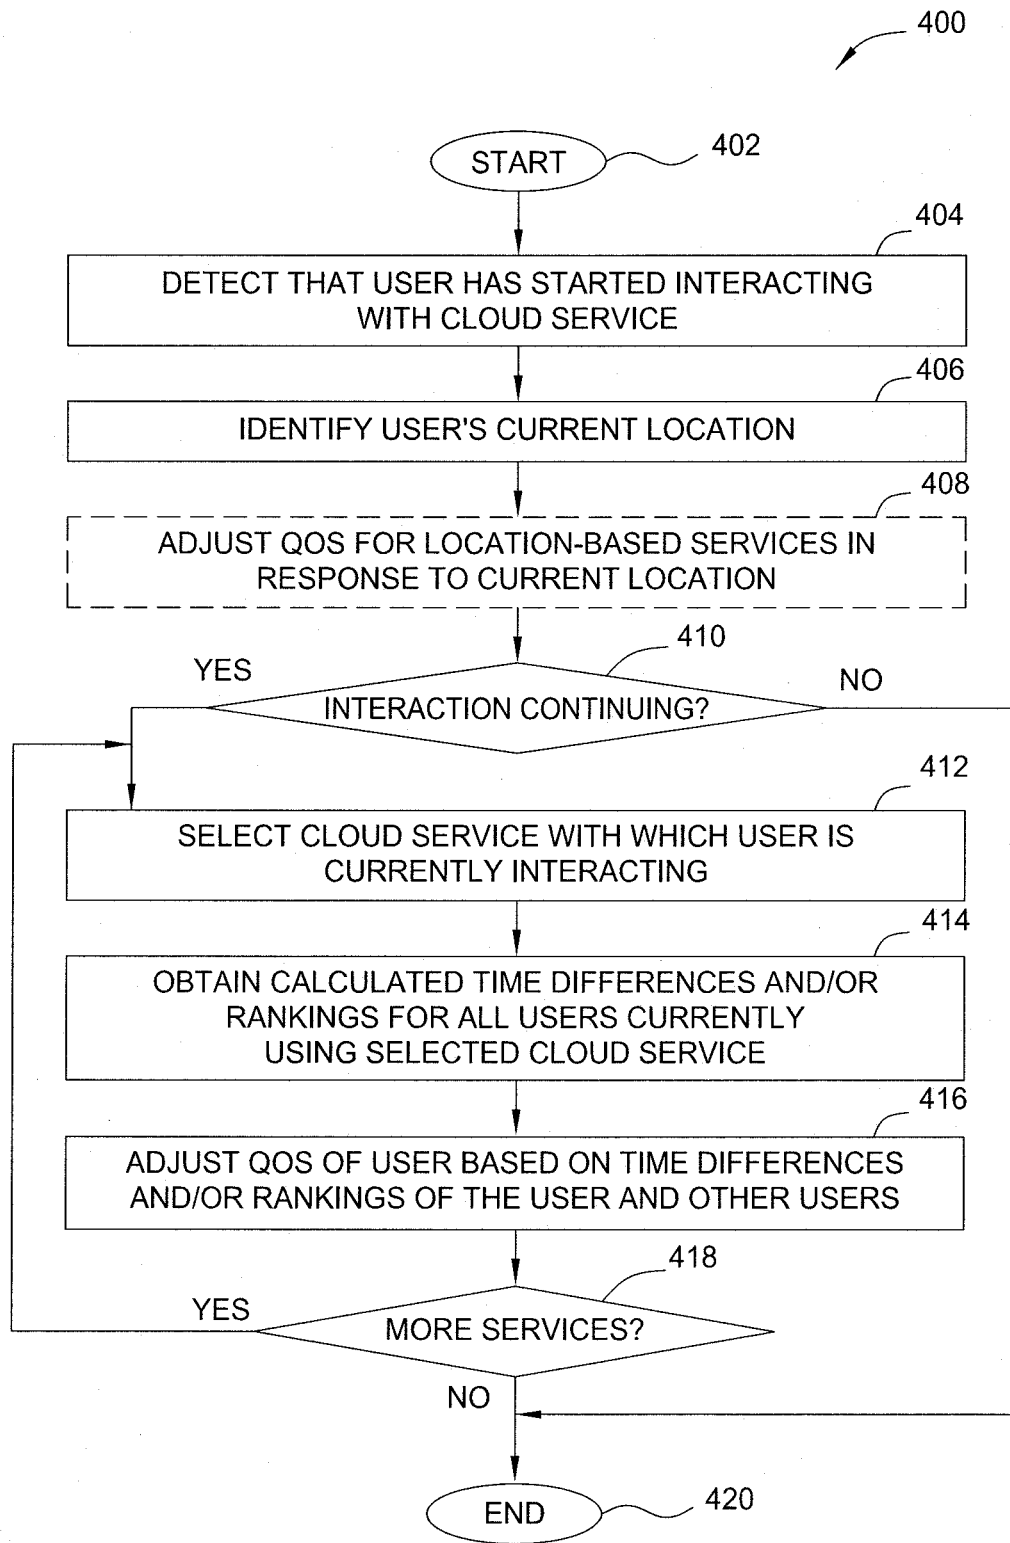 400
START
402
404
DETECT THAT USER HAS STARTED INTERACTING
WITH CLOUD SERVICE
406
IDENTIFY USER'S CURRENT LOCATION
408
ADJUST QOS FOR LOCATION-BASED SERVICES IN
RESPONSE TO CURRENT LOCATION
410
YES
NO
INTERACTION CONTINUING?
412
SELECT CLOUD SERVICE WITH WHICH USER IS
CURRENTLY INTERACTING
414
OBTAIN CALCULATED TIME DIFFERENCES AND/OR
RANKINGS FOR ALL USERS CURRENTLY
USING SELECTED CLOUD SERVICE
416
ADJUST QOS OF USER BASED ON TIME DIFFERENCES
AND/OR RANKINGS OF THE USER AND OTHER USERS
418
YES
MORE SERVICES?
NO
END
420